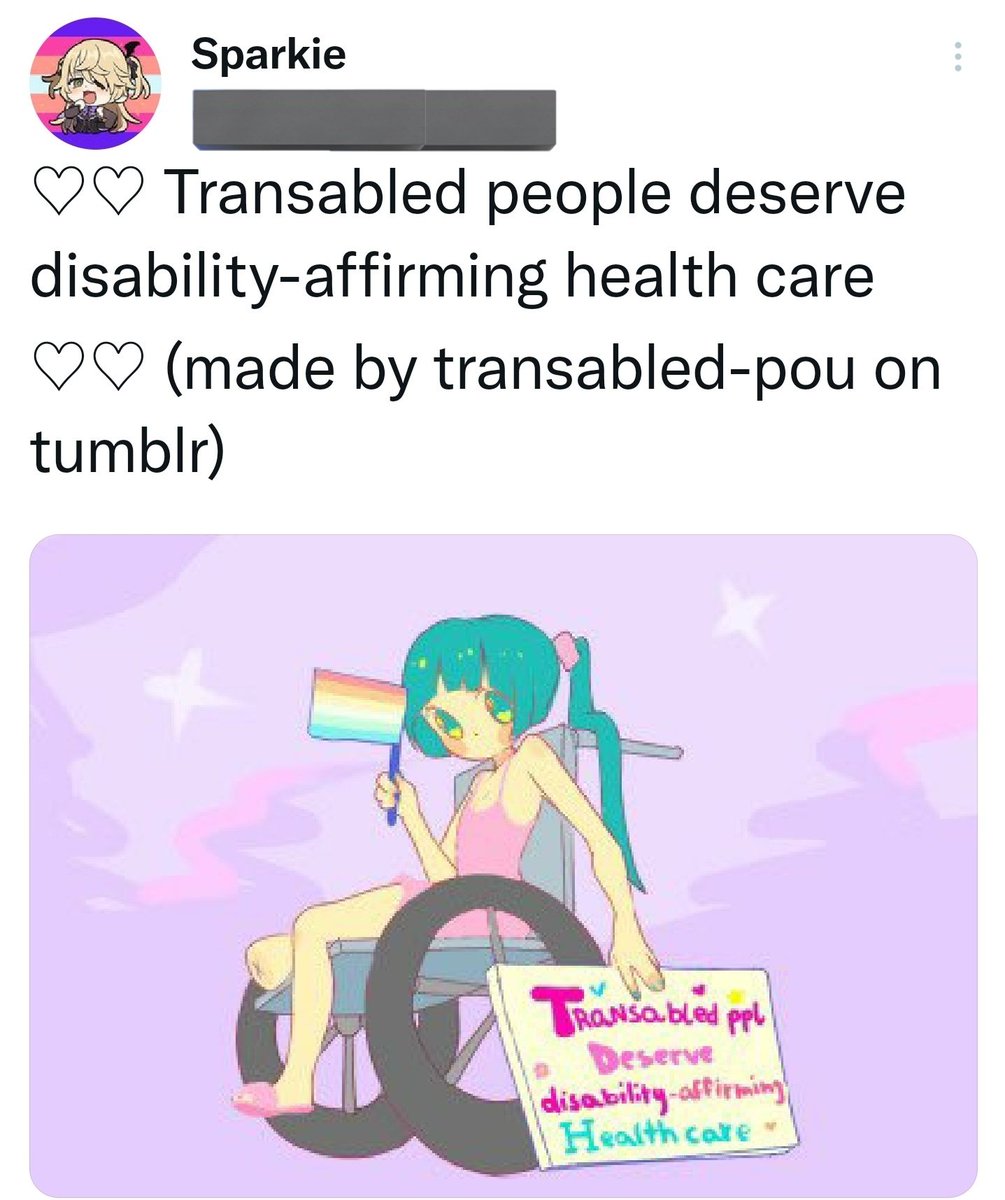 Sparkie
♡♡ Transabled people deserve
disability-affirming health care
♡♡ (made by transabled-pou on
tumblr)
TRANSabled ppl
Deserve
disability-affirming
Health care